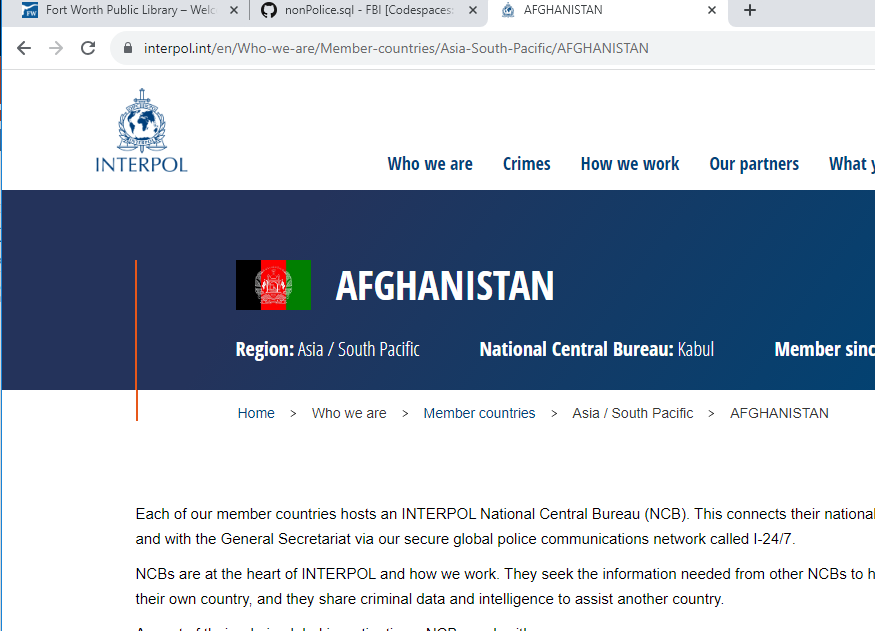 Fort Worth Public Library – Welc
nonPolice.sql - FBI [Codespaces:
AFGHANISTAN
interpol.int/en/Who-we-are/Member-countries/Asia-South-Pacific/AFGHANISTAN
INTERPOL
Who we are Crimes How we work Our partners What y
AFGHANISTAN
Region: Asia / South Pacific National Central Bureau: Kabul Member sinc
Home > Who we are > Member countries > Asia / South Pacific > AFGHANISTAN
Each of our member countries hosts an INTERPOL National Central Bureau (NCB). This connects their national
and with the General Secretariat via our secure global police communications network called I-24/7.
NCBs are at the heart of INTERPOL and how we work. They seek the information needed from other NCBs to h
their own country, and they share criminal data and intelligence to assist another country.